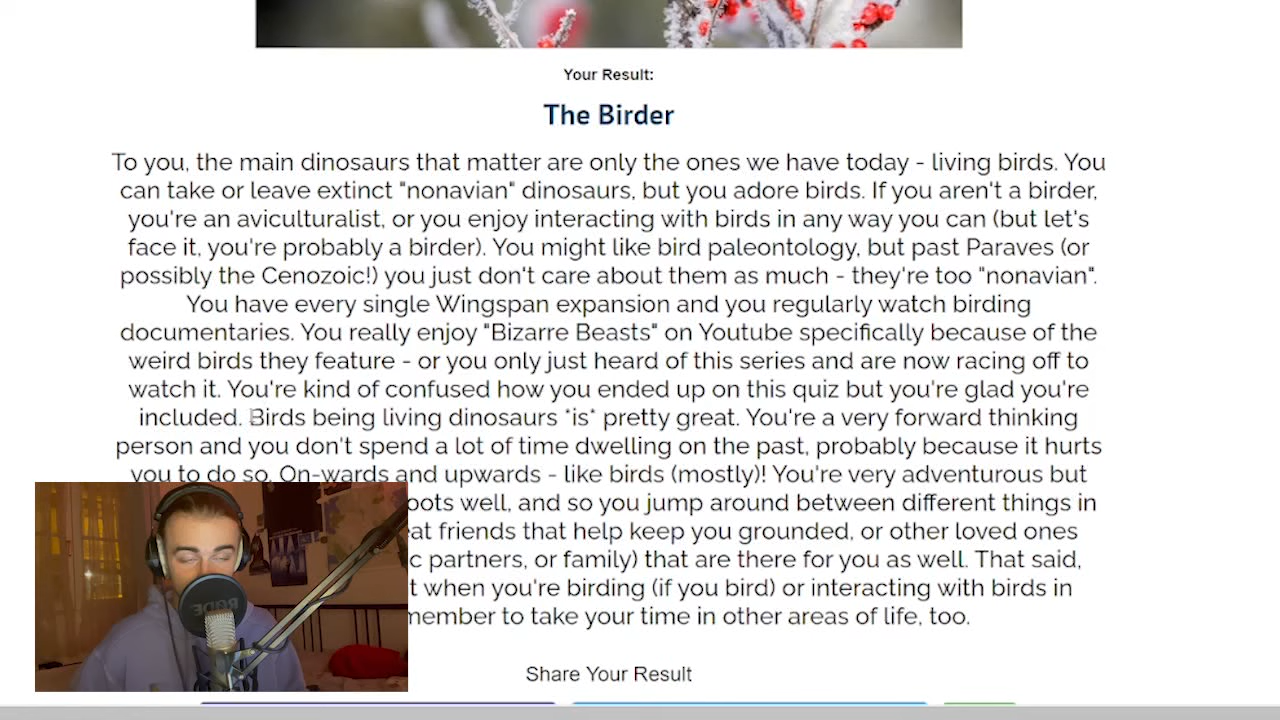 Your Result:
The Birder
To you, the main dinosaurs that matter are only the ones we have today - living birds. You
can take or leave extinct "nonavian" dinosaurs, but you adore birds. If you aren't a birder,
you're an aviculturalist, or you enjoy interacting with birds in any way you can (but let's
face it, you're probably a birder). You might like bird paleontology, but past Paraves (or
possibly the Cenozoic!) you just don't care about them as much - they're too "nonavian".
You have every single Wingspan expansion and you regularly watch birding
documentaries. You really enjoy "Bizarre Beasts" on Youtube specifically because of the
weird birds they feature - or you only just heard of this series and are now racing off to
watch it. You're kind of confused how you ended up on this quiz but you're glad you're
included. Birds being living dinosaurs *is* pretty great. You're a very forward thinking
person and you don't spend a lot of time dwelling on the past, probably because it hurts
you to do so. On-wards and upwards - like birds (mostly)! You're very adventurous but
well, and so you jump around between different things in
friends that help keep you grounded, or other loved ones
partners, or family) that are there for you as well. That said,
when you're birding (if you bird) or interacting with birds in
to take your time in other areas of life, too.
RODE
Share Your Result